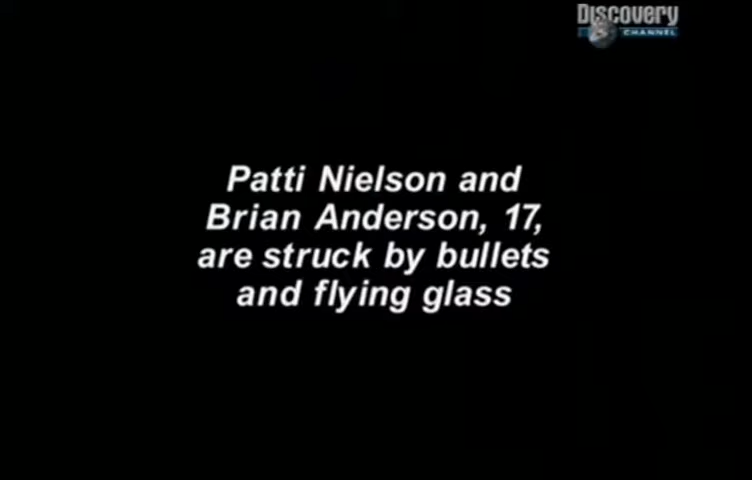 Discovery
CHANNEL
Patti Nielson and
Brian Anderson, 17,
are struck by bullets
and flying glass